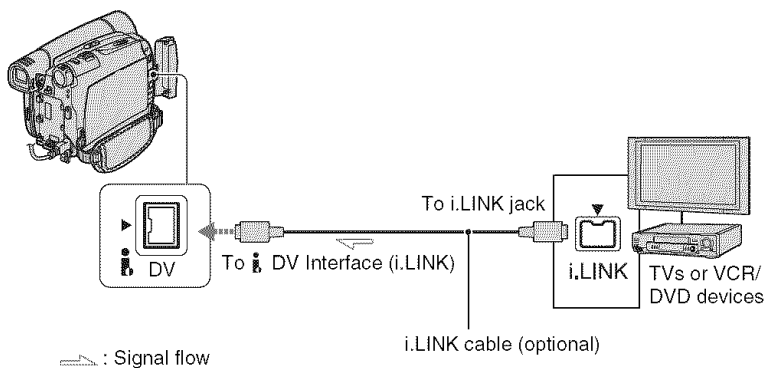 To i.LINK jack
DV
To i DV Interface (i.LINK)
i.LINK
TVs or VCR/
DVD devices
i.LINK cable (optional)
: Signal flow